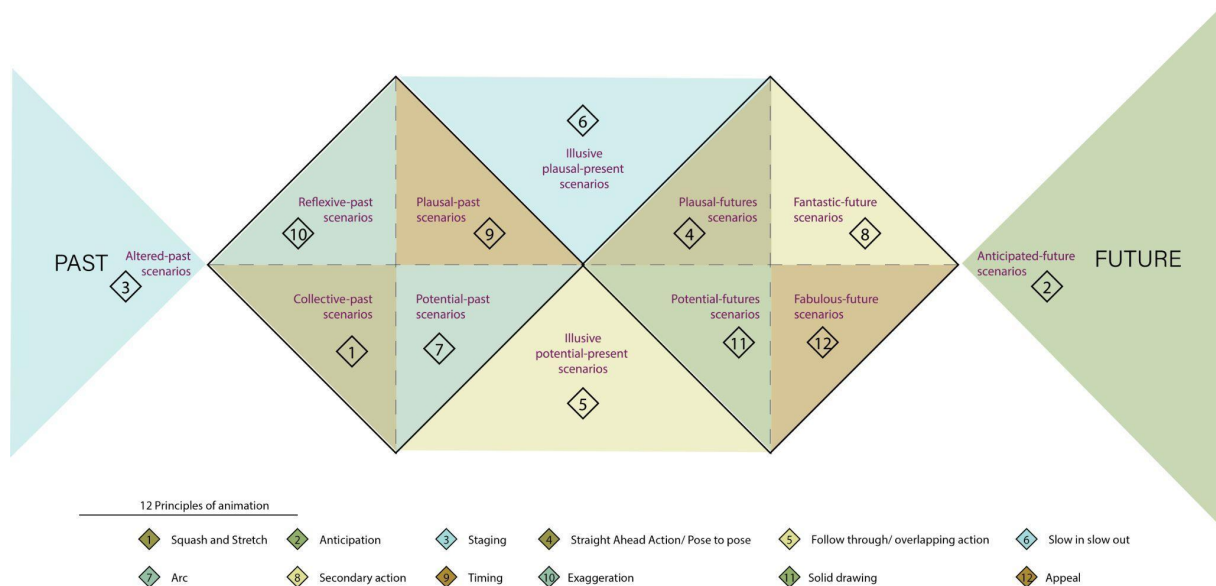 6
Illusive
plausal-present
scenarios
Reflexive-past
scenarios
10
Plausal-past
scenarios
9
Plausal-futures
scenarios
4
Fantastic-future
scenarios
8
PAST
Altered-past
scenarios
3
Anticipated-future
scenarios
2
FUTURE
Collective-past
scenarios
1
Potential-past
scenarios
7
Illusive
potential-present
scenarios
5
Potential-futures
scenarios
11
Fabulous-future
scenarios
12
12 Principles of animation
1 Squash and Stretch
2 Anticipation
3 Staging
4 Straight Ahead Action/ Pose to pose
5 Follow through/ overlapping action
6 Slow in slow out
7 Arc
8 Secondary action
9 Timing
10 Exaggeration
11 Solid drawing
12 Appeal